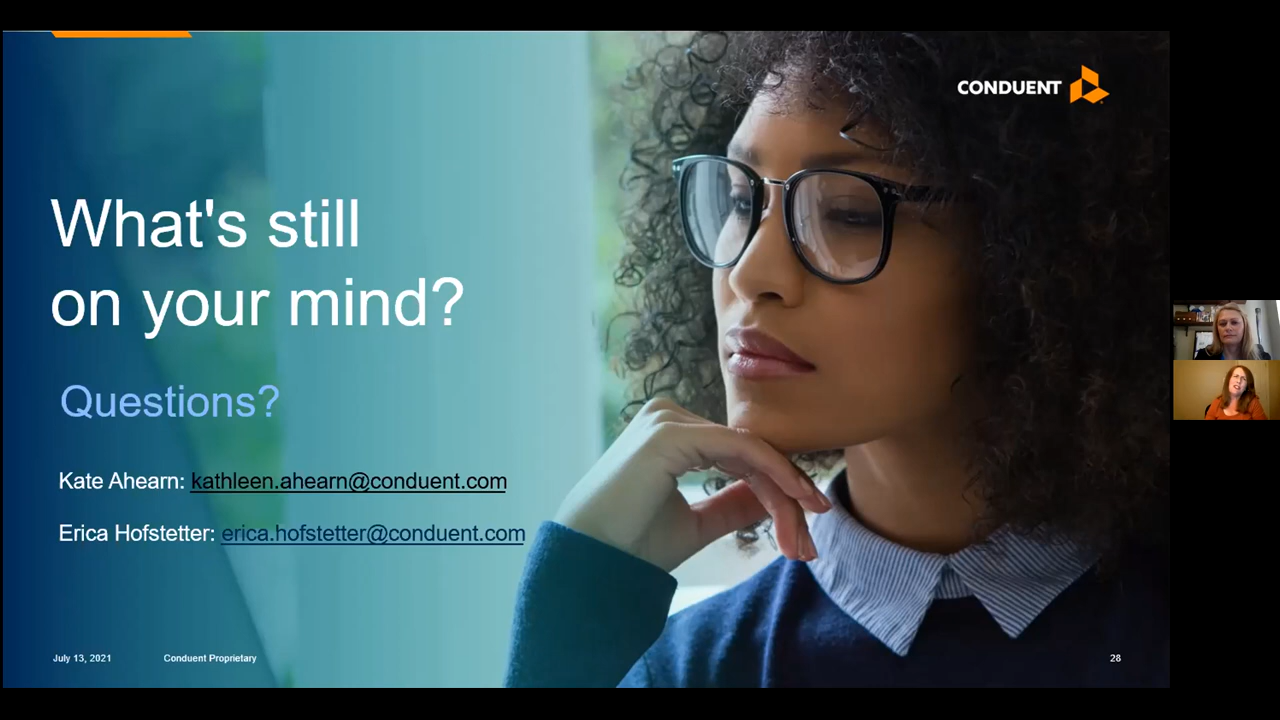 CONDUENT
What's still
on your mind?
Questions?
Kate Ahearn: kathleen.ahearn@conduent.com
Erica Hofstetter: erica.hofstetter@conduent.com
July 13, 2021 Conduent Proprietary 28